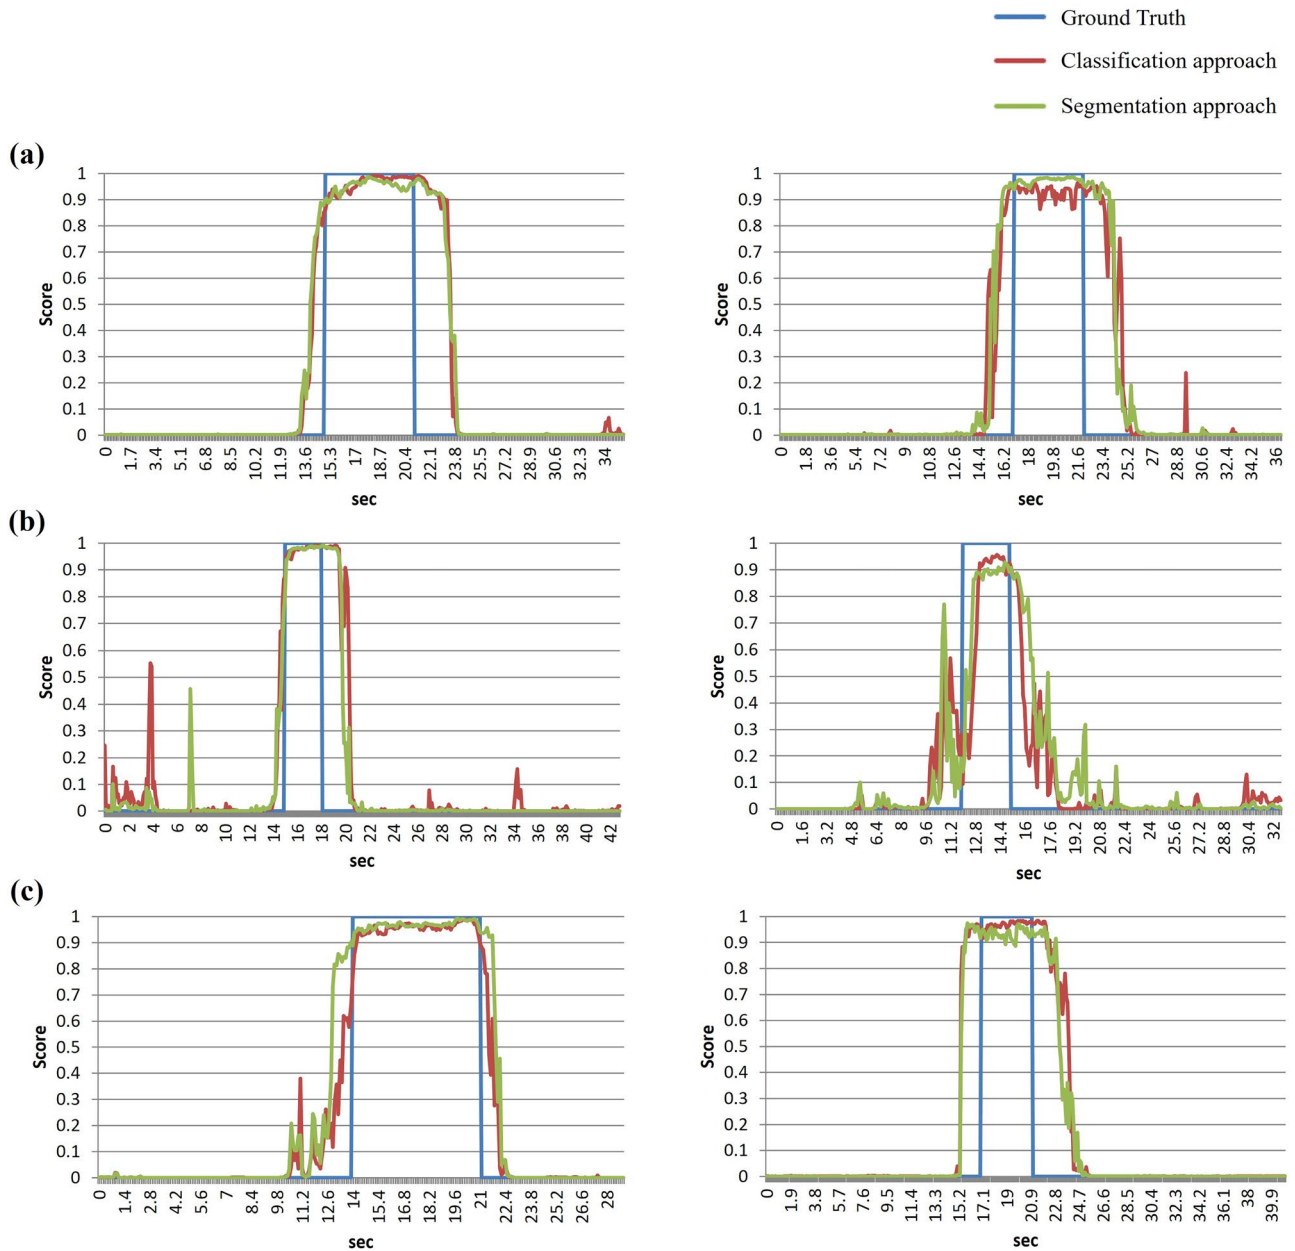 Ground Truth
Classification approach
Segmentation approach
(a)
1
0.9
0.8
0.7
0.6
0.5
0.4
0.3
0.2
0.1
0
Score
0 1.7 3.4 5.1 6.8 8.5 10.2 11.9 13.6 15.3 17 18.7 20.4 22.1 23.8 25.5 27.2 28.9 30.6 32.3 34
sec
1
0.9
0.8
0.7
0.6
0.5
0.4
0.3
0.2
0.1
0
Score
0 1.8 3.6 5.4 7.2 9 10.8 12.6 14.4 16.2 18 19.8 21.6 23.4 25.2 27 28.8 30.6 32.4 34.2 36
sec
(b)
1
0.9
0.8
0.7
0.6
0.5
0.4
0.3
0.2
0.1
0
Score
0 2 4 6 8 10 12 14 16 18 20 22 24 26 28 30 32 34 36 38 40 42
sec
1
0.9
0.8
0.7
0.6
0.5
0.4
0.3
0.2
0.1
0
Score
0 1.6 3.2 4.8 6.4 8 9.6 11.2 12.8 14.4 16 17.6 19.2 20.8 22.4 24 25.6 27.2 28.8 30.4 32
sec
(c)
1
0.9
0.8
0.7
0.6
0.5
0.4
0.3
0.2
0.1
0
Score
0 1.4 2.8 4.2 5.6 7 8.4 9.8 11.2 12.6 14 15.4 16.8 18.2 19.6 21 22.4 23.8 25.2 26.6 28
sec
1
0.9
0.8
0.7
0.6
0.5
0.4
0.3
0.2
0.1
0
Score
0 1.9 3.8 5.7 7.6 9.5 11.4 13.3 15.2 17.1 19 20.9 22.8 24.7 26.6 28.5 30.4 32.3 34.2 36.1 38 39.9
sec